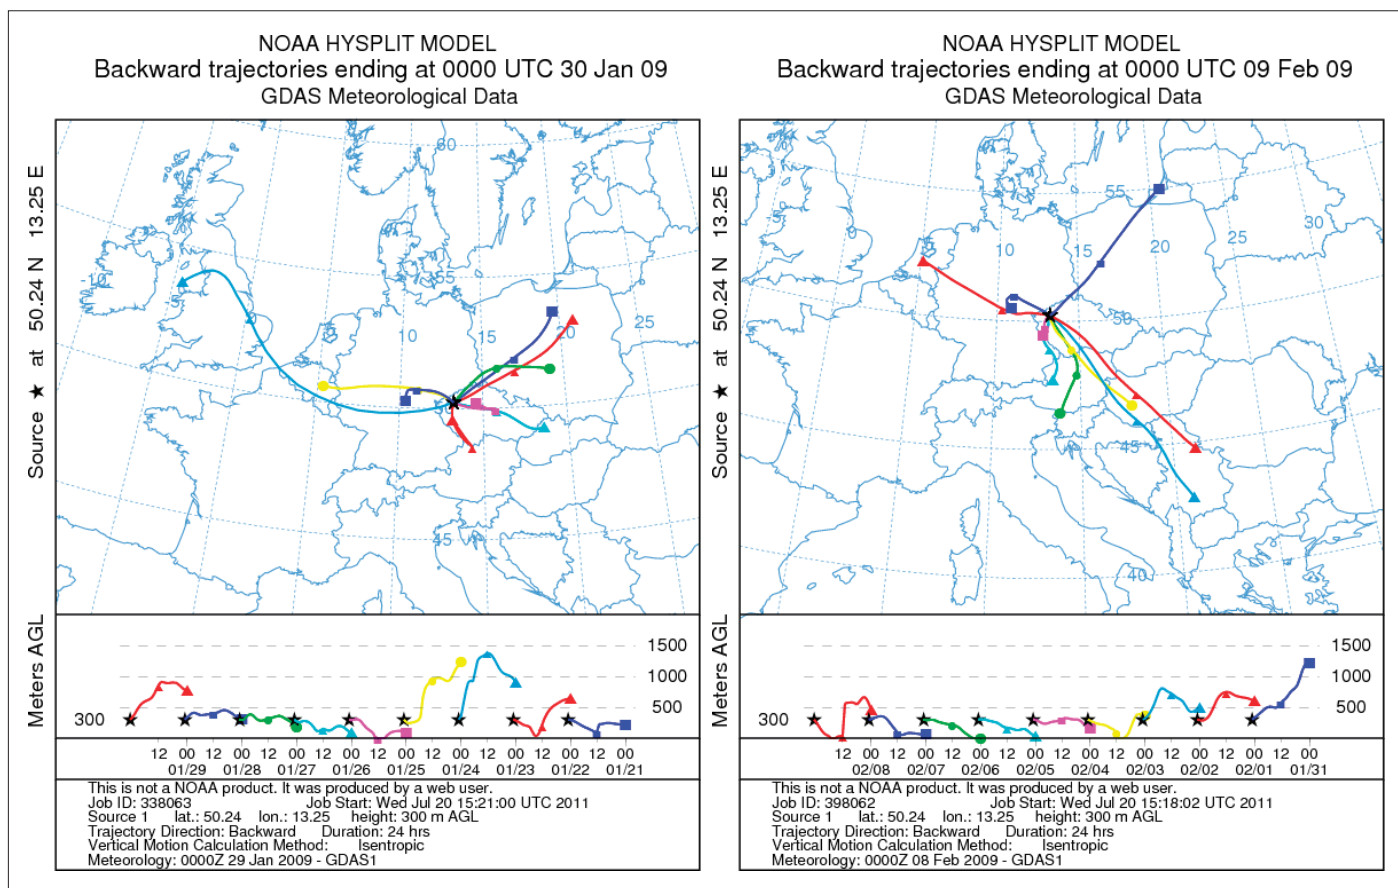 NOAA HYSPLIT MODEL
Backward trajectories ending at 0000 UTC 30 Jan 09
GDAS Meteorological Data
Source ★ at 50.24 N 13.25 E
60
55
-10
-5
-5
5
10
15
20
25
50
45
Meters AGL
1500
1000
500
300
12 00 12 00 12 00 12 00 12 00 12 00 12 00 12 00 12 00
01/29 01/28 01/27 01/26 01/25 01/24 01/23 01/22 01/21
This is not a NOAA product. It was produced by a web user.
Job ID: 338063 Job Start: Wed Jul 20 15:21:00 UTC 2011
Source 1 lat.: 50.24 lon.: 13.25 height: 300 m AGL
Trajectory Direction: Backward Duration: 24 hrs
Vertical Motion Calculation Method: Isentropic
Meteorology: 0000Z 29 Jan 2009 - GDAS1
NOAA HYSPLIT MODEL
Backward trajectories ending at 0000 UTC 09 Feb 09
GDAS Meteorological Data
Source ★ at 50.24 N 13.25 E
55
-5
5
10
15
20
25
30
50
45
40
Meters AGL
1500
1000
500
300
12 00 12 00 12 00 12 00 12 00 12 00 12 00 12 00 12 00
02/08 02/07 02/06 02/05 02/04 02/03 02/02 02/01 01/31
This is not a NOAA product. It was produced by a web user.
Job ID: 398062 Job Start: Wed Jul 20 15:18:02 UTC 2011
Source 1 lat.: 50.24 lon.: 13.25 height: 300 m AGL
Trajectory Direction: Backward Duration: 24 hrs
Vertical Motion Calculation Method: Isentropic
Meteorology: 0000Z 08 Feb 2009 - GDAS1